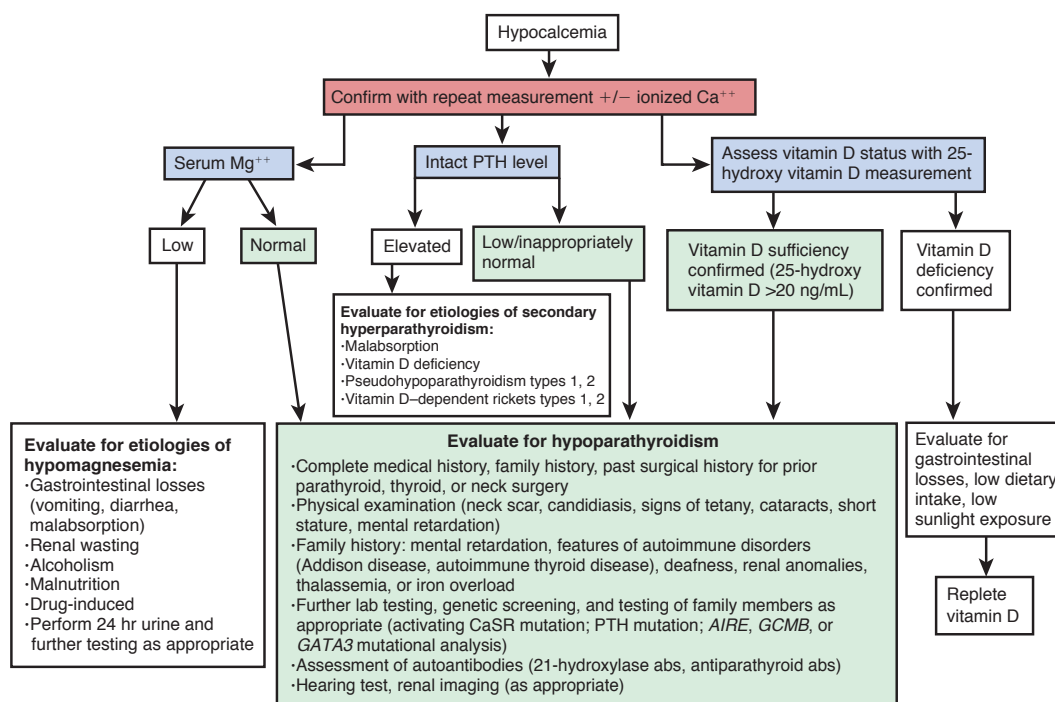 Hypocalcemia
Confirm with repeat measurement +/− ionized Ca++
Serum Mg++
Intact PTH level
Assess vitamin D status with 25-
hydroxy vitamin D measurement
Low
Normal
Elevated
Low/inappropriately
normal
Vitamin D sufficiency
confirmed (25-hydroxy
vitamin D >20 ng/mL)
Vitamin D
deficiency
confirmed
Evaluate for etiologies of secondary
hyperparathyroidism:
·Malabsorption
·Vitamin D deficiency
·Pseudohypoparathyroidism types 1, 2
·Vitamin D–dependent rickets types 1, 2
Evaluate for etiologies of
hypomagnesemia:
·Gastrointestinal losses
(vomiting, diarrhea,
malabsorption)
·Renal wasting
·Alcoholism
·Malnutrition
·Drug-induced
·Perform 24 hr urine and
further testing as appropriate
Evaluate for hypoparathyroidism
·Complete medical history, family history, past surgical history for prior
parathyroid, thyroid, or neck surgery
·Physical examination (neck scar, candidiasis, signs of tetany, cataracts, short
stature, mental retardation)
·Family history: mental retardation, features of autoimmune disorders
(Addison disease, autoimmune thyroid disease), deafness, renal anomalies,
thalassemia, or iron overload
·Further lab testing, genetic screening, and testing of family members as
appropriate (activating CaSR mutation; PTH mutation; AIRE, GCMB, or
GATA3 mutational analysis)
·Assessment of autoantibodies (21-hydroxylase abs, antiparathyroid abs)
·Hearing test, renal imaging (as appropriate)
Evaluate for
gastrointestinal
losses, low dietary
intake, low
sunlight exposure
Replete
vitamin D